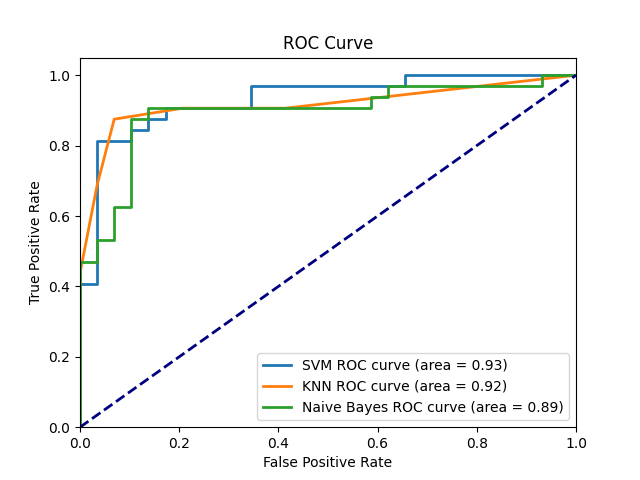 ROC Curve
True Positive Rate
1.0
0.8
0.6
0.4
0.2
0.0
0.0 0.2 0.4 0.6 0.8 1.0
False Positive Rate
SVM ROC curve (area = 0.93)
KNN ROC curve (area = 0.92)
Naive Bayes ROC curve (area = 0.89)